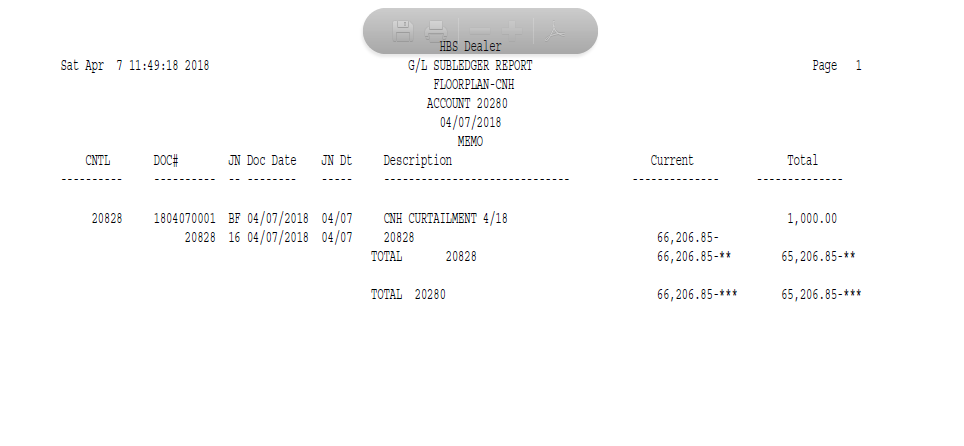 HBS Dealer
Sat Apr 7 11:49:18 2018 G/L SUBLEDGER REPORT Page 1
FLOORPLAN-CNH
ACCOUNT 20280
04/07/2018
MEMO
CNTL DOC# JN Doc Date JN Dt Description Current Total
---------- ---------- -- -------- ----- ------------------------------ -------------- --------------
20828 1804070001 BF 04/07/2018 04/07 CNH CURTAILMENT 4/18 1,000.00
20828 16 04/07/2018 04/07 20828 66,206.85-
TOTAL 20828 66,206.85-** 65,206.85-**
TOTAL 20280 66,206.85-*** 65,206.85-***